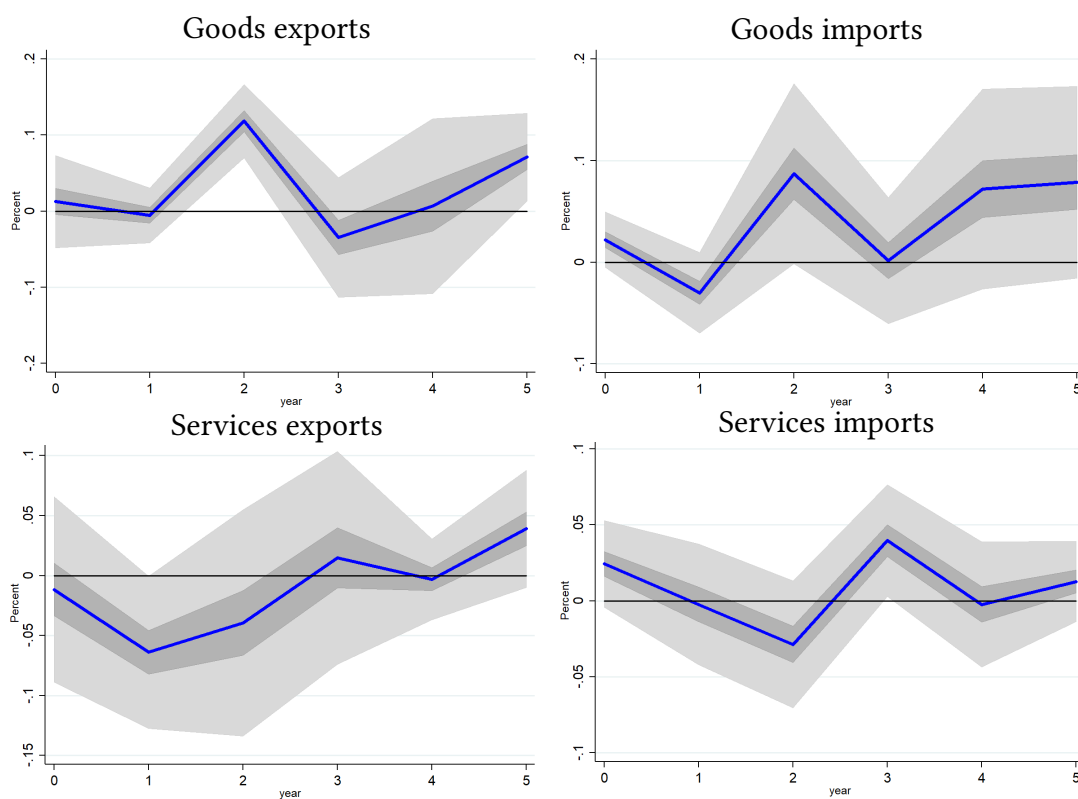 Goods exports
.2
.1
0
-.1
-.2
Percent
0 1 2 3 4 5
year
Goods imports
.2
.1
0
-.1
Percent
0 1 2 3 4 5
year
Services exports
.1
.05
0
-.05
-.1
-.15
Percent
0 1 2 3 4 5
year
Services imports
.1
.05
0
-.05
-.1
Percent
0 1 2 3 4 5
year